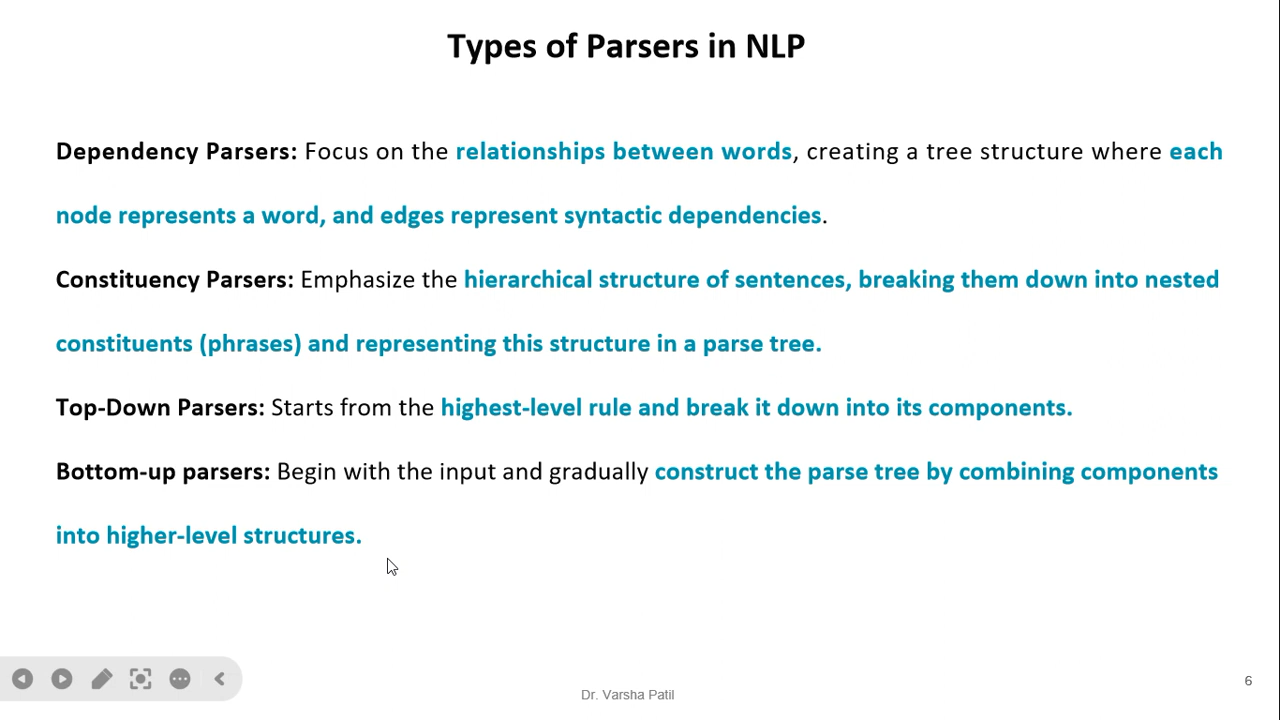 Types of Parsers in NLP
Dependency Parsers: Focus on the relationships between words, creating a tree structure where each
node represents a word, and edges represent syntactic dependencies.
Constituency Parsers: Emphasize the hierarchical structure of sentences, breaking them down into nested
constituents (phrases) and representing this structure in a parse tree.
Top-Down Parsers: Starts from the highest-level rule and break it down into its components.
Bottom-up parsers: Begin with the input and gradually construct the parse tree by combining components
into higher-level structures.
6
Dr. Varsha Patil